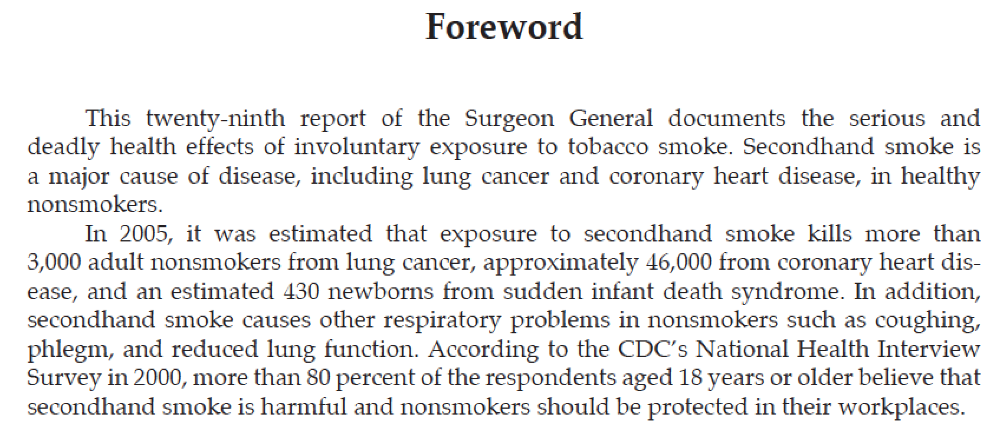 Foreword
This twenty-ninth report of the Surgeon General documents the serious and
deadly health effects of involuntary exposure to tobacco smoke. Secondhand smoke is
a major cause of disease, including lung cancer and coronary heart disease, in healthy
nonsmokers.
In 2005, it was estimated that exposure to secondhand smoke kills more than
3,000 adult nonsmokers from lung cancer, approximately 46,000 from coronary heart dis-
ease, and an estimated 430 newborns from sudden infant death syndrome. In addition,
secondhand smoke causes other respiratory problems in nonsmokers such as coughing,
phlegm, and reduced lung function. According to the CDC’s National Health Interview
Survey in 2000, more than 80 percent of the respondents aged 18 years or older believe that
secondhand smoke is harmful and nonsmokers should be protected in their workplaces.